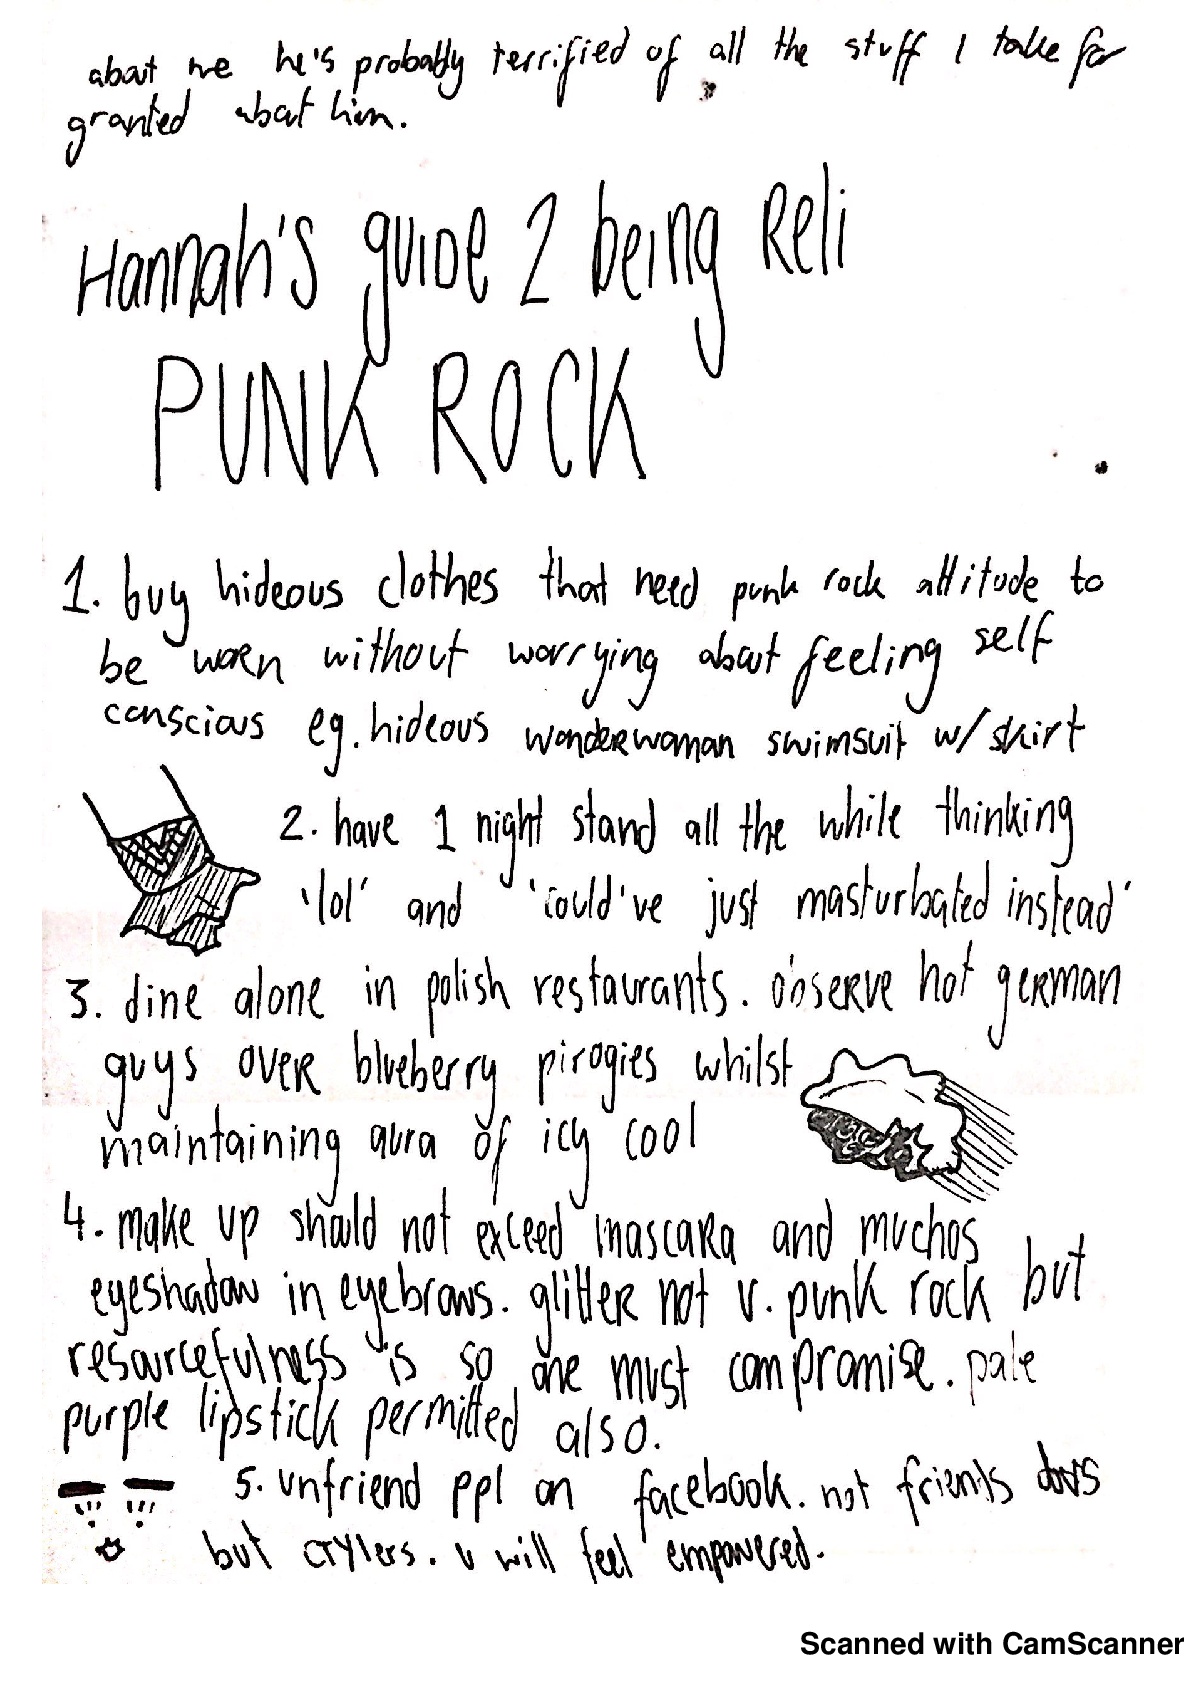 about me he's probably terrified of all the stuff I take for
granted about him.
Hannah's guide 2 being Reli
PUNK ROCK
1. buy hideous clothes that need punk rock attitude to
be worn without worrying about feeling self
conscious eg. hideous wonderwoman swimsuit w/ skirt
2. have 1 night stand all the while thinking
'lol' and 'could've just masturbated instead'
3. dine alone in polish restaurants. observe hot german
guys over blueberry pirogies whilst
maintaining aura of icy cool
4. make up should not exceed mascara and muchos
eyeshadow in eyebrows. glitter not v. punk rock but
resourcefulness is so one must compromise. pale
purple lipstick permitted also.
5. unfriend ppl on facebook. not friends
but . u will feel empowered.
Scanned with CamScanner